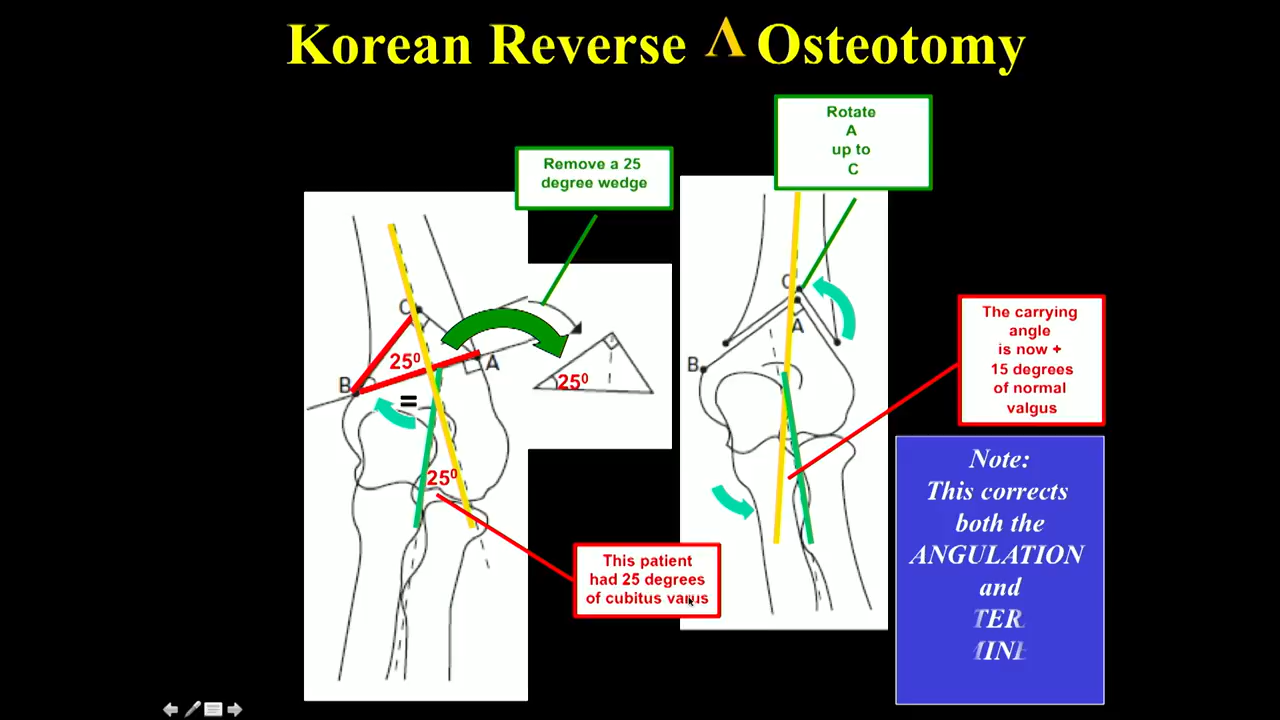 Korean Reverse Λ Osteotomy
Rotate
A
up to
C
Remove a 25
degree wedge
C
25⁰
A
B
=
25⁰
25⁰
C
A
B
The carrying
angle
is now +
15 degrees
of normal
valgus
This patient
had 25 degrees
of cubitus varus
Note:
This corrects
both the
ANGULATION
and